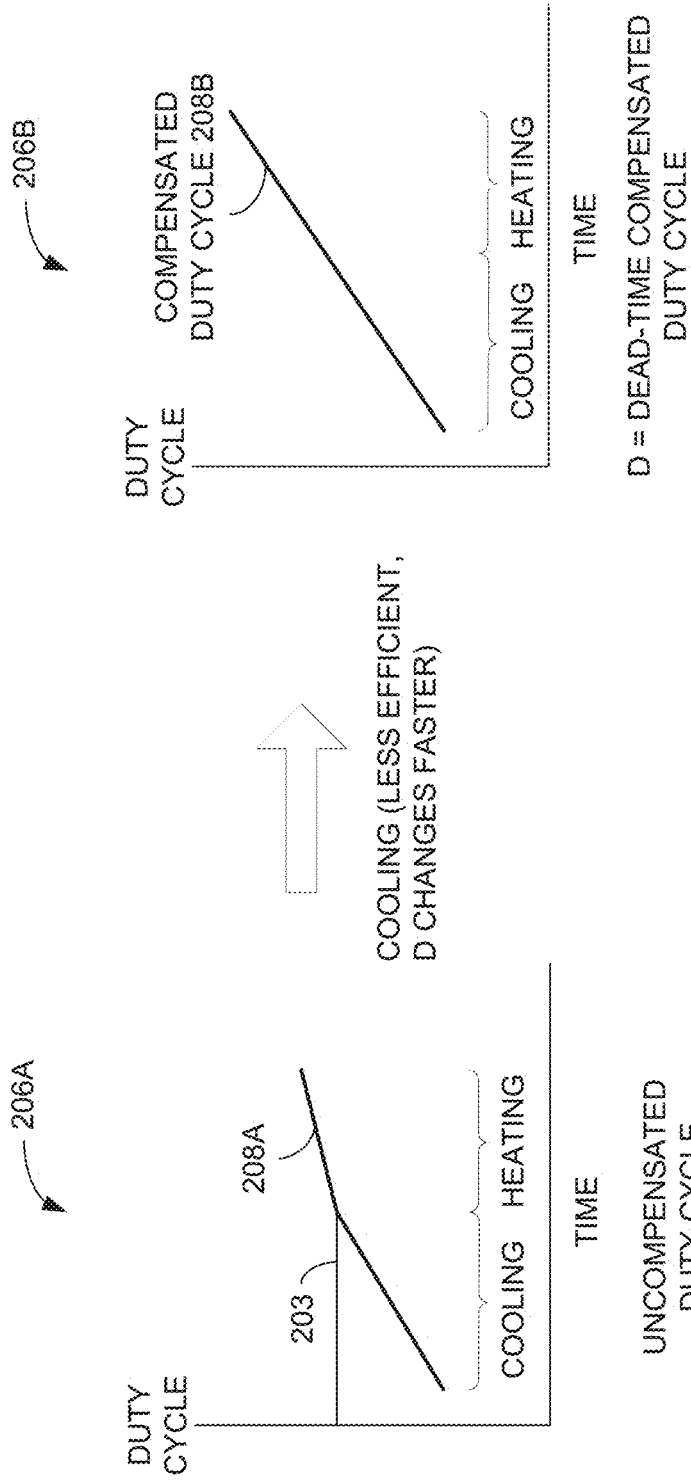 206A
DUTY
CYCLE
203
208A
COOLING HEATING
TIME
UNCOMPENSATED
DUTY CYCLE
COOLING (LESS EFFICIENT,
D CHANGES FASTER)
206B
DUTY
CYCLE
COMPENSATED
DUTY CYCLE 208B
COOLING HEATING
TIME
D = DEAD-TIME COMPENSATED
DUTY CYCLE